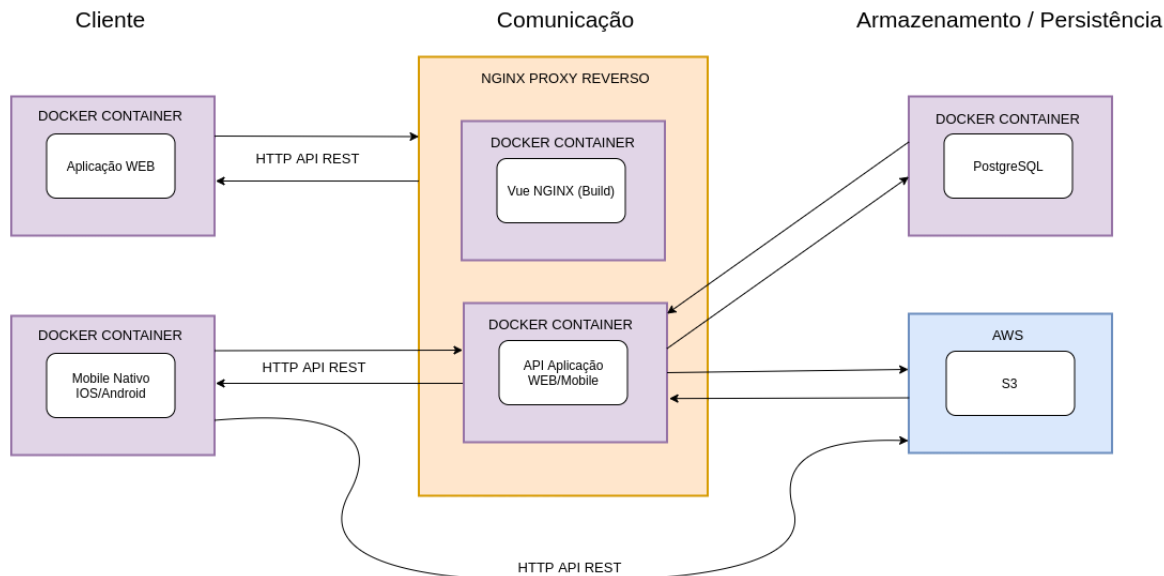 Cliente
Comunicação
Armazenamento / Persistência
NGINX PROXY REVERSO
DOCKER CONTAINER
Aplicação WEB
HTTP API REST
DOCKER CONTAINER
Vue NGINX (Build)
DOCKER CONTAINER
PostgreSQL
DOCKER CONTAINER
Mobile Nativo
IOS/Android
HTTP API REST
DOCKER CONTAINER
API Aplicação
WEB/Mobile
AWS
S3
HTTP API REST